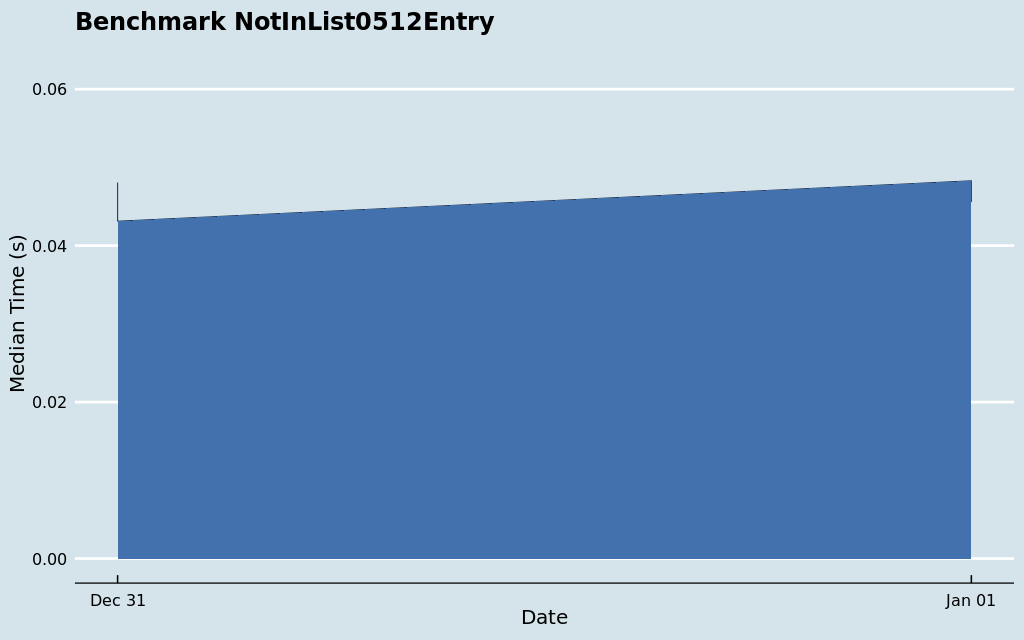 Benchmark NotInList0512Entry
Median Time (s)
0.06
0.04
0.02
0.00
Dec 31
Jan 01
Date